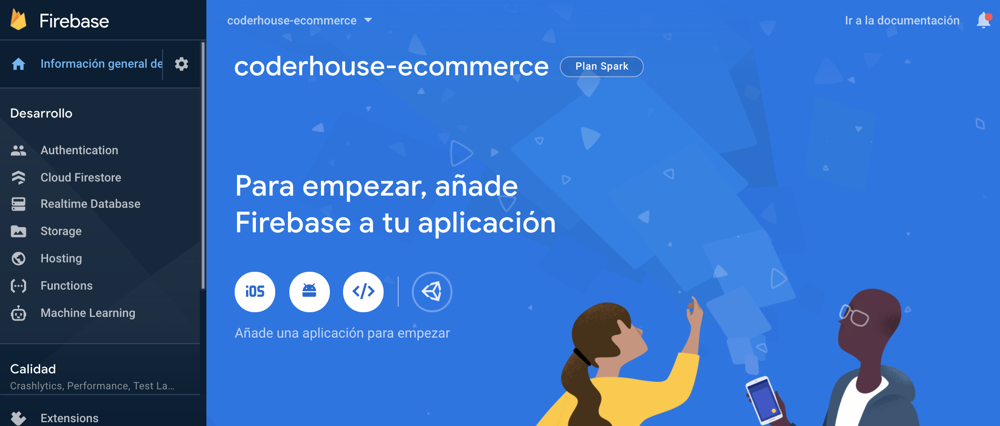 Firebase
coderhouse-ecommerce
Ir a la documentación
Información general de
coderhouse-ecommerce
Plan Spark
Desarrollo
Authentication
Cloud Firestore
Realtime Database
Storage
Hosting
Functions
Machine Learning
Para empezar, añade
Firebase a tu aplicación
iOS
</>
Añade una aplicación para empezar
Calidad
Crashlytics, Performance, Test La...
Extensions